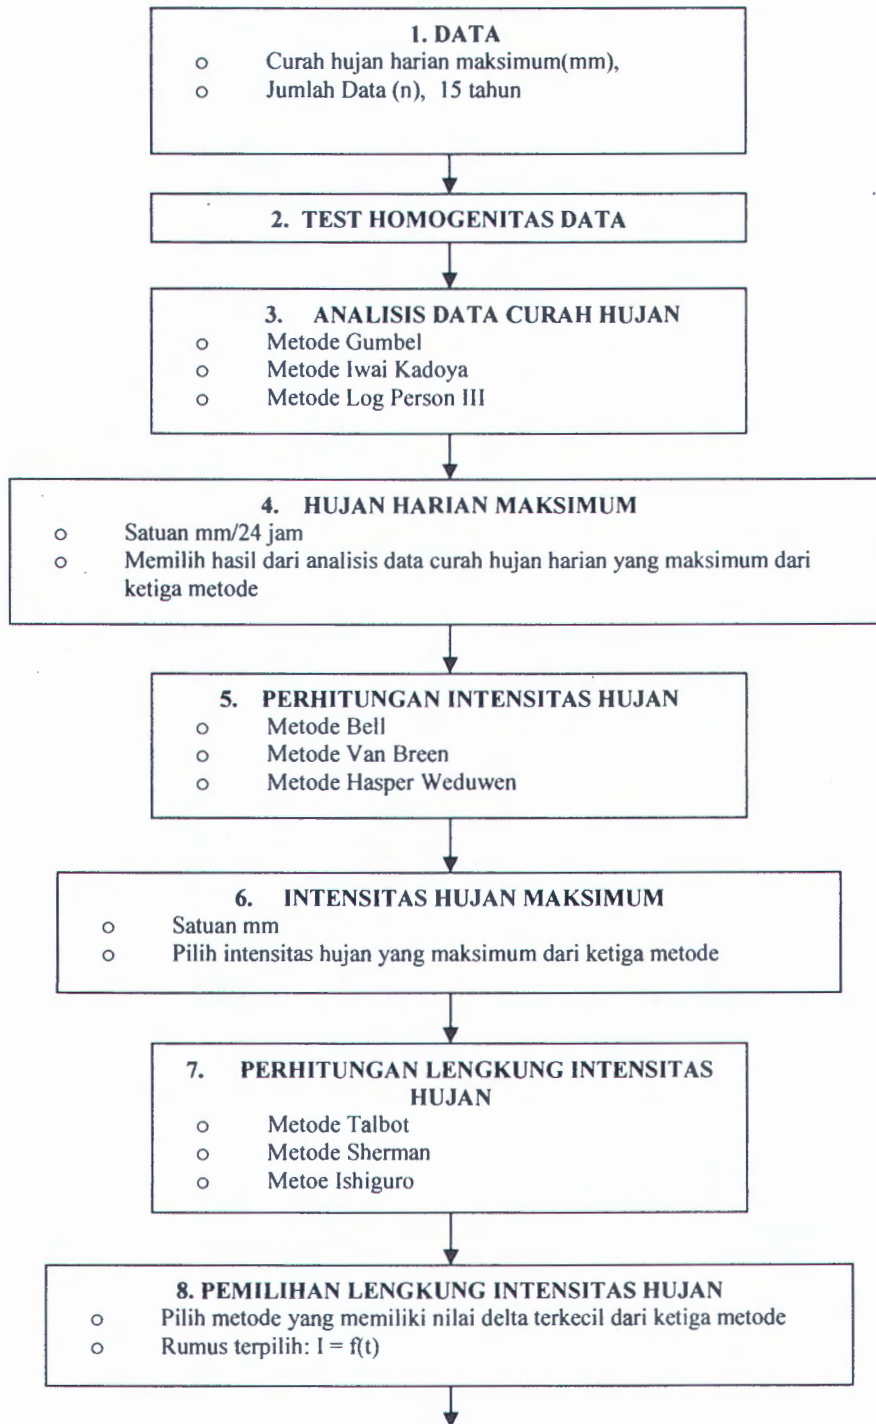 1. DATA
o Curah hujan harian maksimum(mm),
o Jumlah Data (n), 15 tahun
2. TEST HOMOGENITAS DATA
3. ANALISIS DATA CURAH HUJAN
o Metode Gumbel
o Metode Iwai Kadoya
o Metode Log Person III
4. HUJAN HARIAN MAKSIMUM
o Satuan mm/24 jam
o Memilih hasil dari analisis data curah hujan harian yang maksimum dari
ketiga metode
5. PERHITUNGAN INTENSITAS HUJAN
o Metode Bell
o Metode Van Breen
o Metode Hasper Weduwen
6. INTENSITAS HUJAN MAKSIMUM
o Satuan mm
o Pilih intensitas hujan yang maksimum dari ketiga metode
7. PERHITUNGAN LENGKUNG INTENSITAS
HUJAN
o Metode Talbot
o Metode Sherman
o Metoe Ishiguro
8. PEMILIHAN LENGKUNG INTENSITAS HUJAN
o Pilih metode yang memiliki nilai delta terkecil dari ketiga metode
o Rumus terpilih: I = f(t)